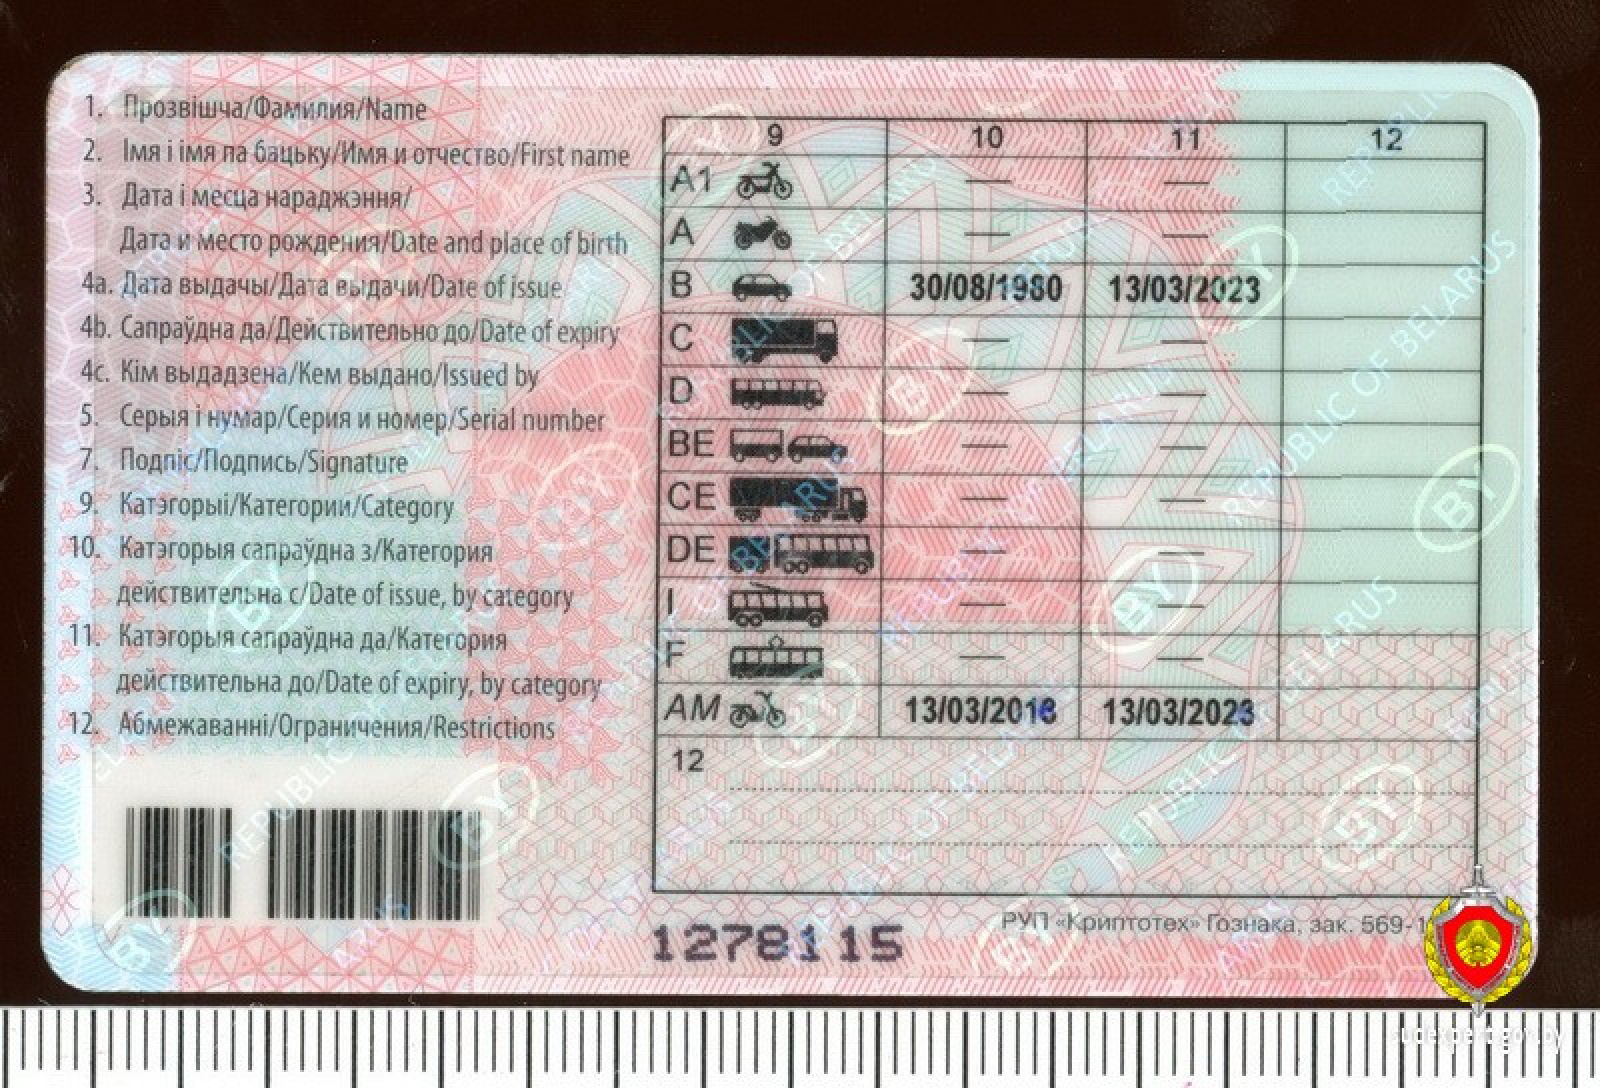 1. Прозвішча/Фамилия/Name
2. Імя і імя па бацьку/Имя и отчество/First name
3. Дата і месца нараджэння/
Дата и место рождения/Date and place of birth
4a. Дата выдачы/Дата выдачи/Date of issue
4b. Сапраўдна да/Действительно до/Date of expiry
4c. Кім выдадзена/Кем выдано/Issued by
5. Серыя і нумар/Серия и номер/Serial number
7. Подпіс/Подпись/Signature
9. Катэгорыі/Категории/Category
10. Катэгорыя сапраўдна з/Категория
действительна с/Date of issue, by category
11. Катэгорыя сапраўдна да/Категория
действительна до/Date of expiry, by category
12. Абмежаванні/Ограничения/Restrictions
9 10 11 12
A1 — —
A — —
B 30/08/1980 13/03/2023
C — —
D — —
BE — —
CE — —
DE — —
I — —
F — —
AM 13/03/2018 13/03/2023
12
1278115
РУП «Криптотех» Гознака, зак. 569-1
sudexpert.gov.by
BY
REPUBLIC OF BELARUS